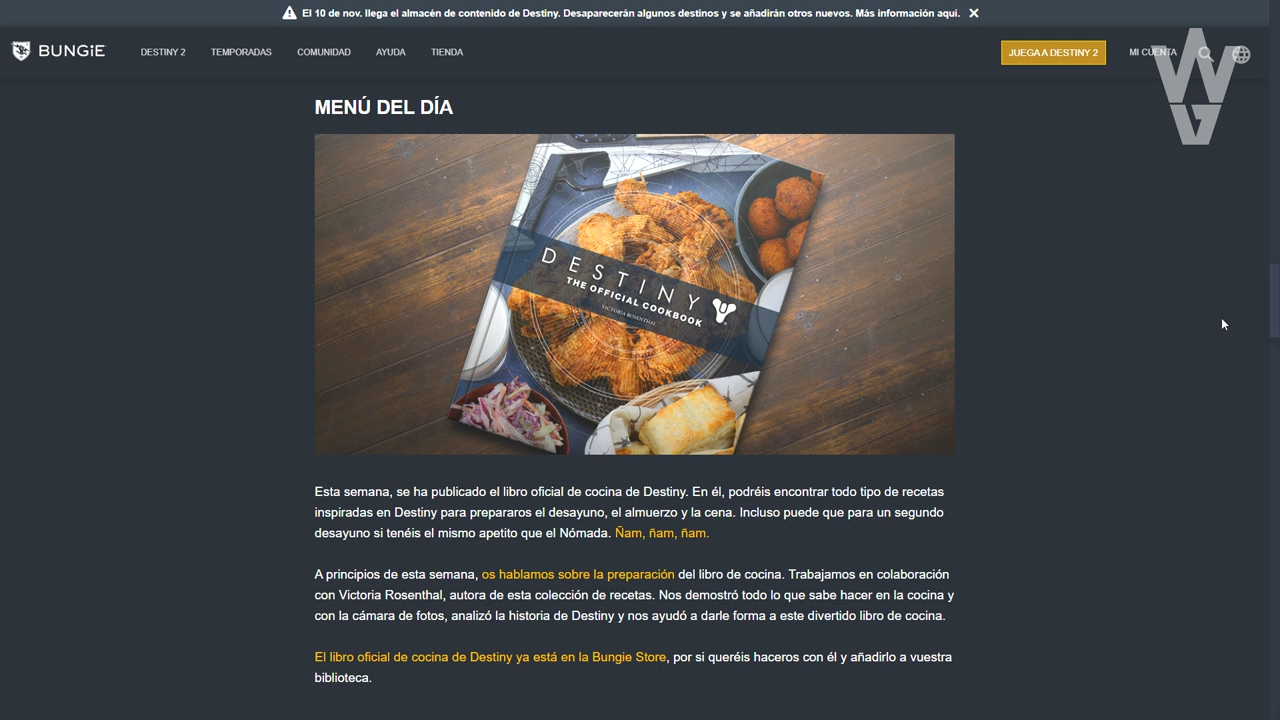 El 10 de nov. llega el almacén de contenido de Destiny. Desaparecerán algunos destinos y se añadirán otros nuevos. Más información aquí.
BUNGiE
DESTINY 2
TEMPORADAS
COMUNIDAD
AYUDA
TIENDA
JUEGA A DESTINY 2
MI CUENTA
WG
MENÚ DEL DÍA
DESTINY
THE OFFICIAL COOKBOOK
VICTORIA ROSENTHAL
Esta semana, se ha publicado el libro oficial de cocina de Destiny. En él, podréis encontrar todo tipo de recetas
inspiradas en Destiny para prepararos el desayuno, el almuerzo y la cena. Incluso puede que para un segundo
desayuno si tenéis el mismo apetito que el Nómada. Ñam, ñam, ñam.
A principios de esta semana, os hablamos sobre la preparación del libro de cocina. Trabajamos en colaboración
con Victoria Rosenthal, autora de esta colección de recetas. Nos demostró todo lo que sabe hacer en la cocina y
con la cámara de fotos, analizó la historia de Destiny y nos ayudó a darle forma a este divertido libro de cocina.
El libro oficial de cocina de Destiny ya está en la Bungie Store, por si queréis haceros con él y añadirlo a vuestra
biblioteca.